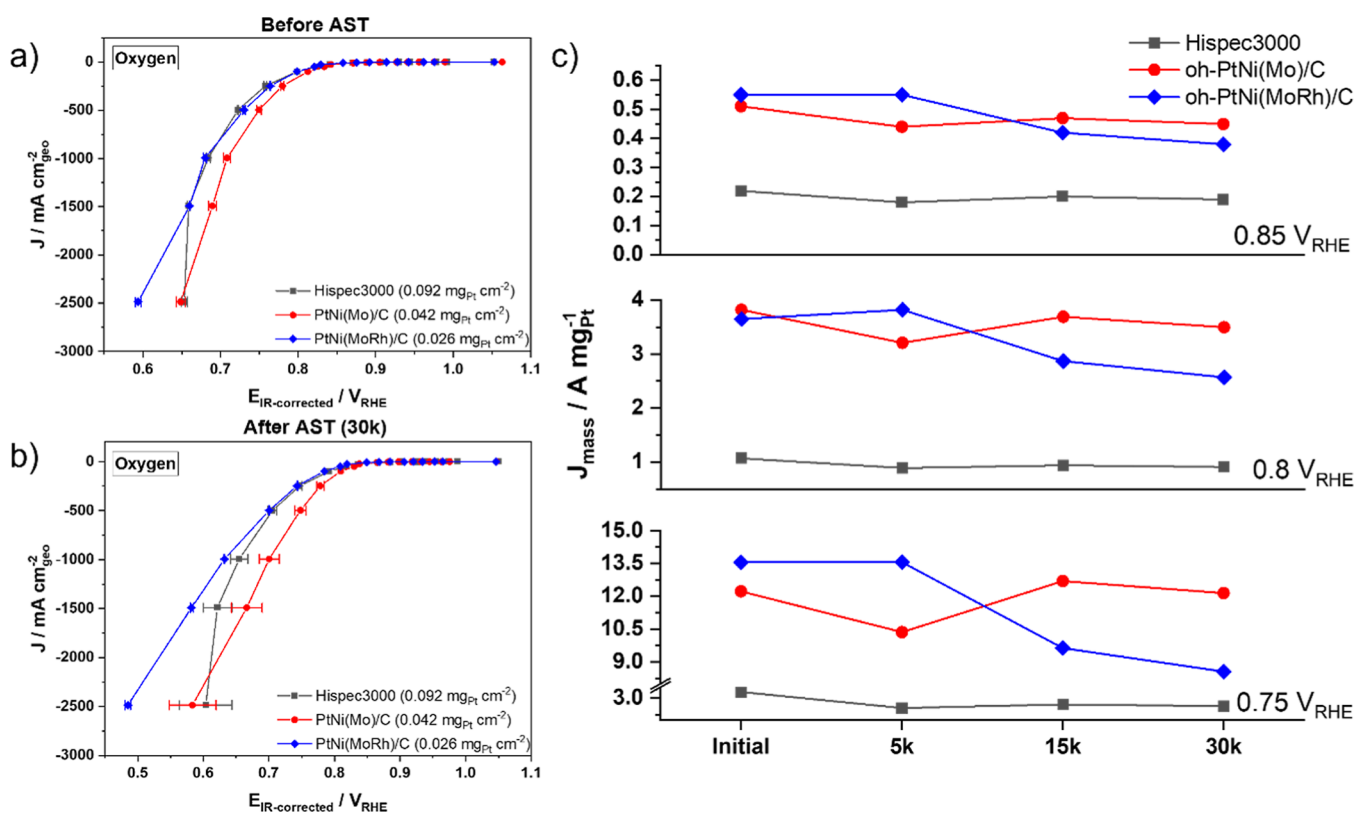 a)
Before AST
Oxygen
0
-500
-1000
-1500
-2000
-2500
-3000
J / mA cm⁻²geo
Hispec3000 (0.092 mgPt cm⁻²)
PtNi(Mo)/C (0.042 mgPt cm⁻²)
PtNi(MoRh)/C (0.026 mgPt cm⁻²)
0.6 0.7 0.8 0.9 1.0 1.1
EIR-corrected / VRHE
b)
After AST (30k)
Oxygen
0
-500
-1000
-1500
-2000
-2500
-3000
J / mA cm⁻²geo
Hispec3000 (0.092 mgPt cm⁻²)
PtNi(Mo)/C (0.042 mgPt cm⁻²)
PtNi(MoRh)/C (0.026 mgPt cm⁻²)
0.5 0.6 0.7 0.8 0.9 1.0 1.1
EIR-corrected / VRHE
c)
Hispec3000
oh-PtNi(Mo)/C
oh-PtNi(MoRh)/C
0.6
0.5
0.4
0.3
0.2
0.1
0.0
0.85 VRHE
Jmass / A mg⁻¹Pt
4
3
2
1
0.8 VRHE
15.0
13.5
12.0
10.5
9.0
3.0
0.75 VRHE
Initial 5k 15k 30k